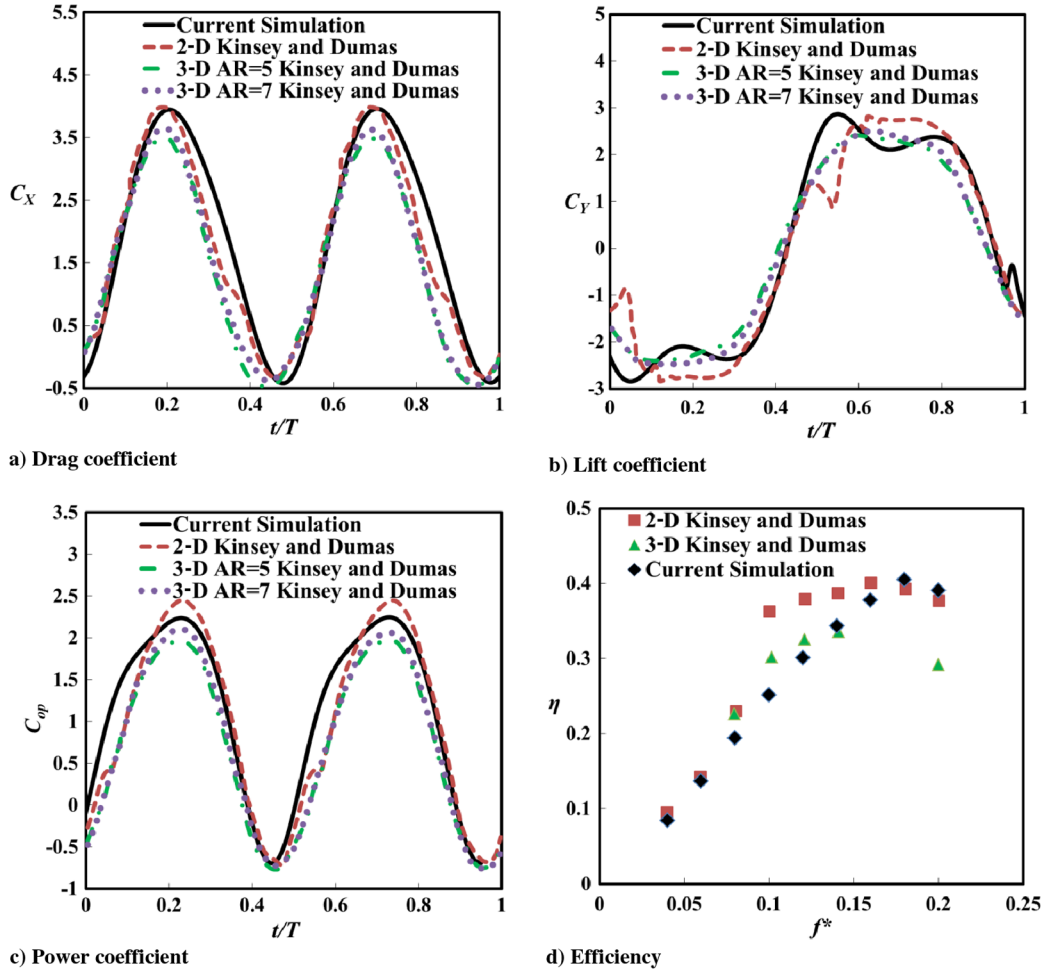 5.5
4.5
3.5
2.5
1.5
0.5
-0.5
C_X
Current Simulation
2-D Kinsey and Dumas
3-D AR=5 Kinsey and Dumas
3-D AR=7 Kinsey and Dumas
0 0.2 0.4 0.6 0.8 1
t/T
a) Drag coefficient
5
4
3
2
1
0
-1
-2
-3
C_Y
Current Simulation
2-D Kinsey and Dumas
3-D AR=5 Kinsey and Dumas
3-D AR=7 Kinsey and Dumas
0 0.2 0.4 0.6 0.8 1
t/T
b) Lift coefficient
3.5
3
2.5
2
1.5
1
0.5
0
-0.5
-1
C_op
Current Simulation
2-D Kinsey and Dumas
3-D AR=5 Kinsey and Dumas
3-D AR=7 Kinsey and Dumas
0 0.2 0.4 0.6 0.8 1
t/T
c) Power coefficient
0.5
0.4
0.3
0.2
0.1
0
η
2-D Kinsey and Dumas
3-D Kinsey and Dumas
Current Simulation
0 0.05 0.1 0.15 0.2 0.25
f*
d) Efficiency